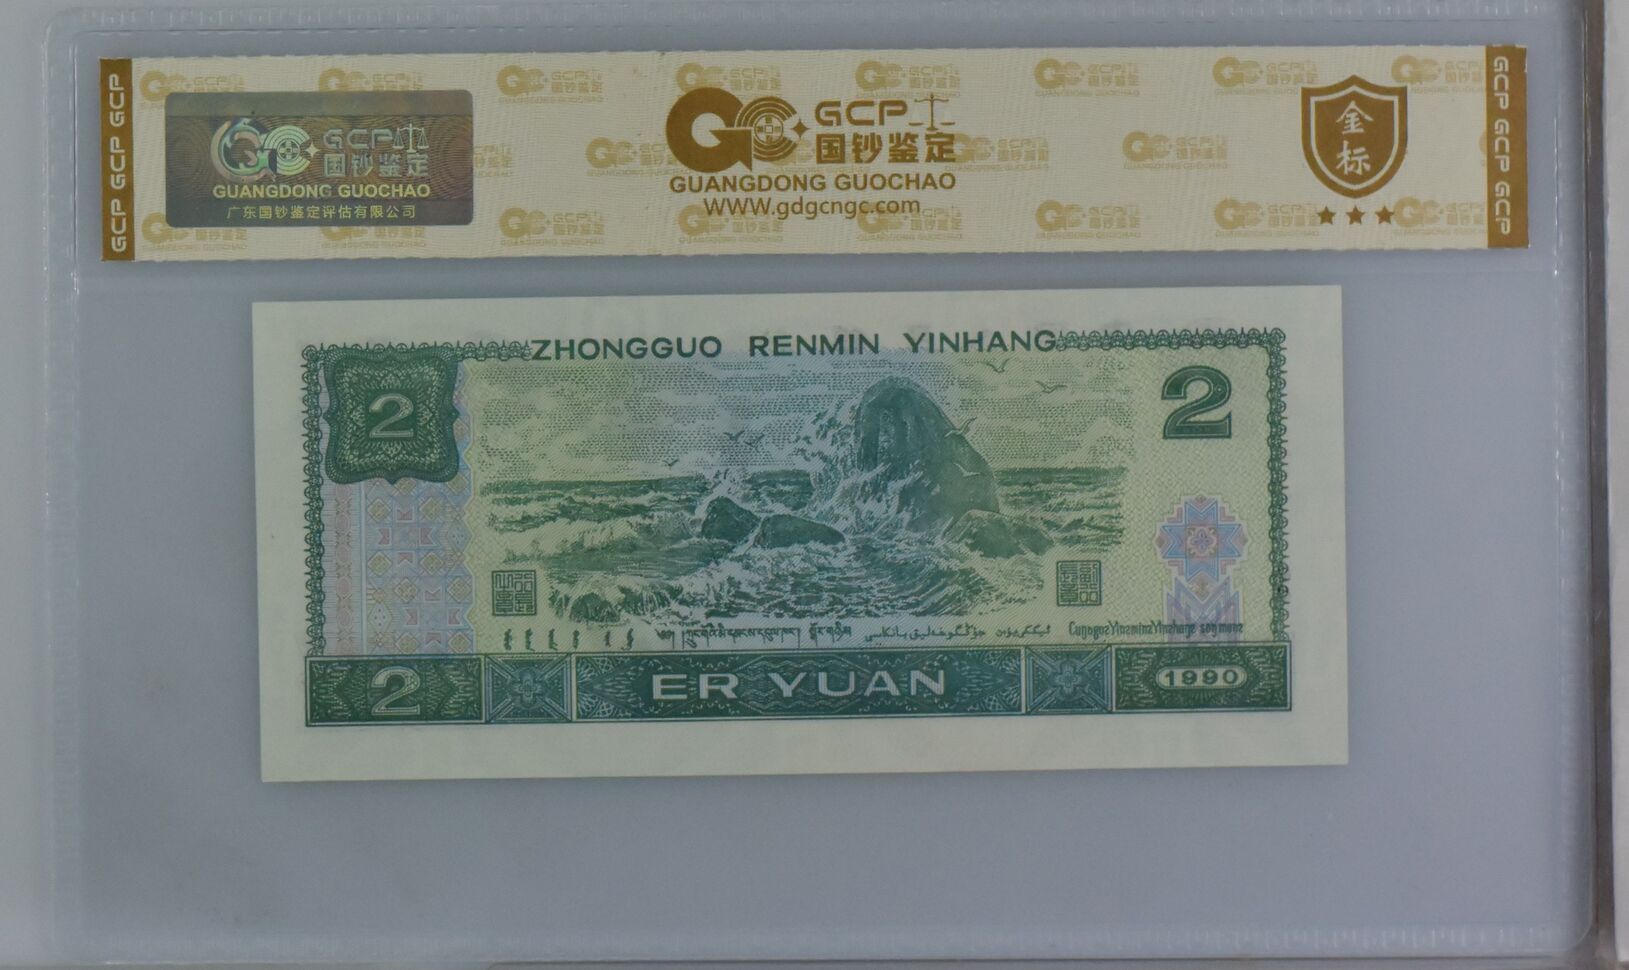 GCP 国钞鉴定
GUANGDONG GUOCHAO
广东国钞鉴定评估有限公司
GCP 国钞鉴定
GUANGDONG GUOCHAO
WWW.gdgcngc.com
金标
GCP GCP GCP
GCP GCP GCP
ZHONGGUO RENMIN YINHANG
2
2
2
ER YUAN
1990